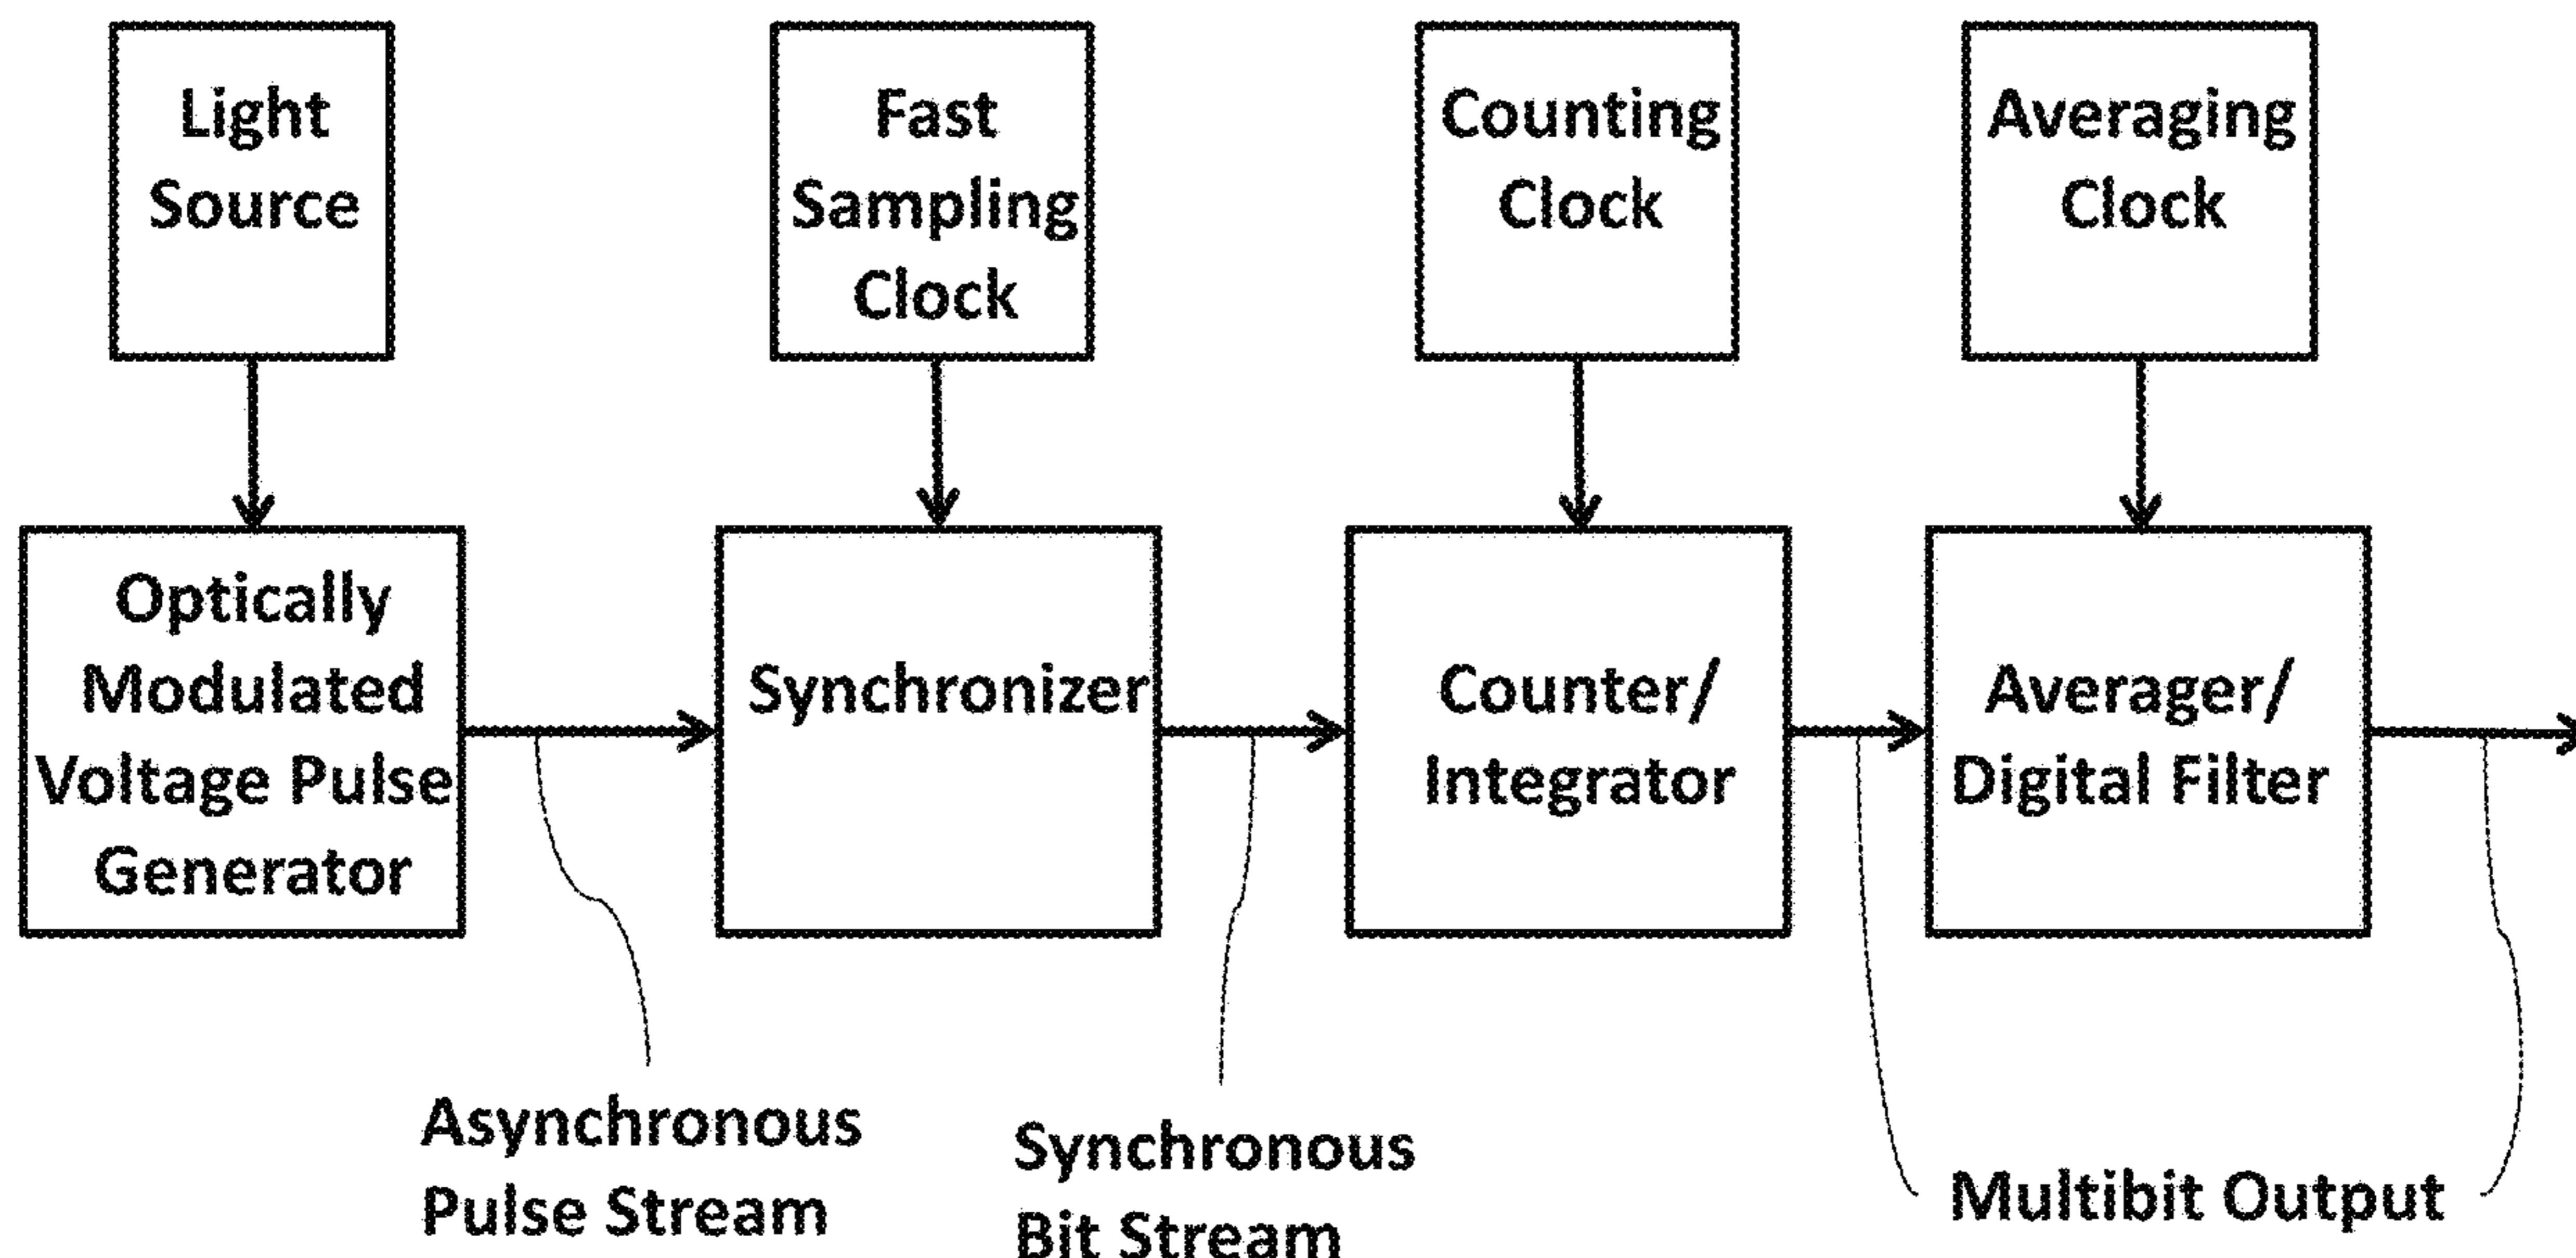 Light
Source
Fast
Sampling
Clock
Counting
Clock
Averaging
Clock
Optically
Modulated
Voltage Pulse
Generator
Synchronizer
Counter/
Integrator
Averager/
Digital Filter
Asynchronous
Pulse Stream
Synchronous
Bit Stream
Multibit Output